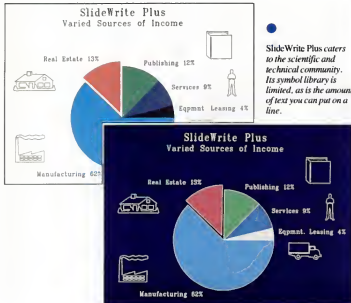 SlideWrite Plus
Varied Sources of Income
Real Estate 13%
Publishing 12%
Services 9%
Eqpmnt. Leasing 4%
Manufacturing 62%
SlideWrite Plus caters
to the scientific and
technical community.
Its symbol library is
limited, as is the amount
of text you can put on a
line.
SlideWrite Plus
Varied Sources of Income
Real Estate 13%
Publishing 12%
Services 9%
Eqpmnt. Leasing 4%
Manufacturing 62%